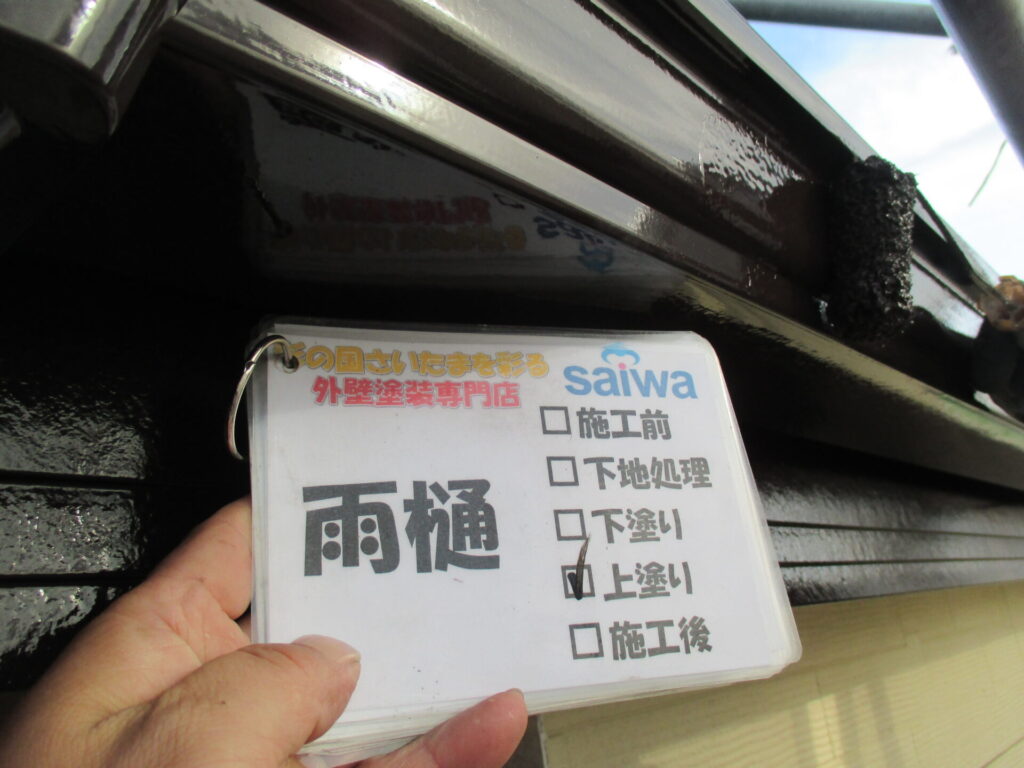 彩の国さいたまを彩る
外壁塗装専門店
saiwa
雨樋
□施工前
□下地処理
□下塗り
☑上塗り
□施工後